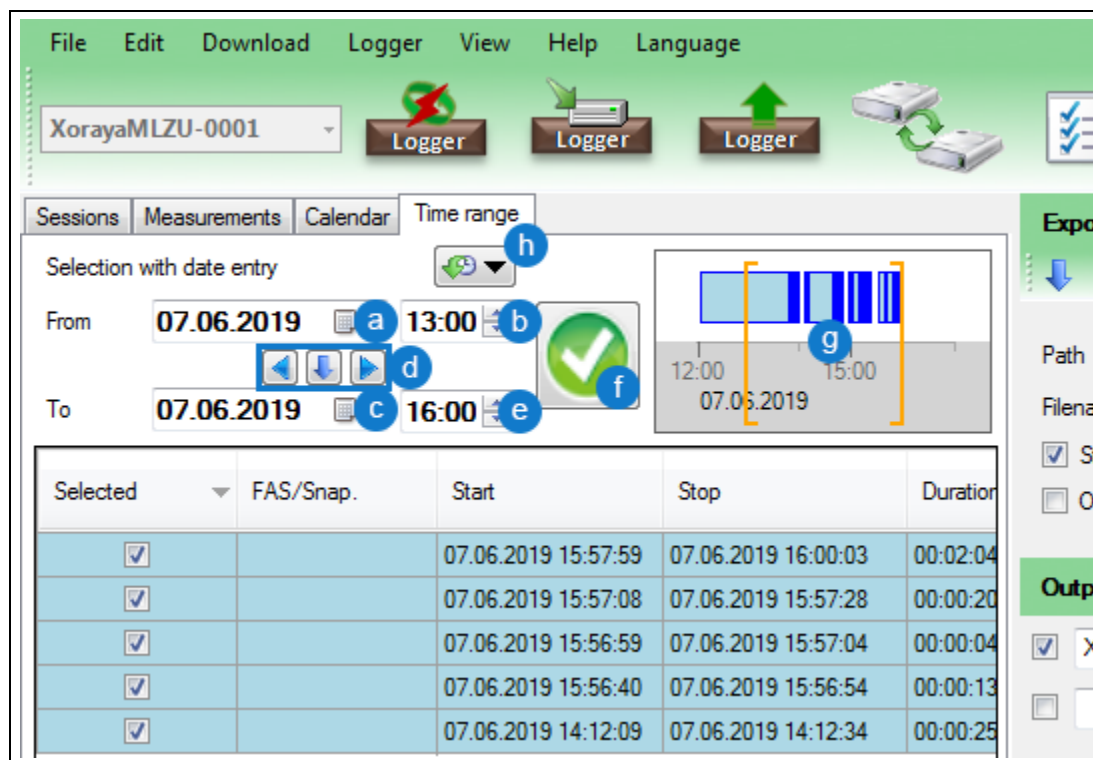 File Edit Download Logger View Help Language
XorayaMLZU-0001 Logger Logger Logger
Sessions Measurements Calendar Time range
Selection with date entry h
From 07.06.2019 a 13:00 b
d
To 07.06.2019 c 16:00 e
f
g
12:00 15:00
07.06.2019
Selected FAS/Snap. Start Stop Duration
07.06.2019 15:57:59 07.06.2019 16:00:03 00:02:04
07.06.2019 15:57:08 07.06.2019 15:57:28 00:00:20
07.06.2019 15:56:59 07.06.2019 15:57:04 00:00:04
07.06.2019 15:56:40 07.06.2019 15:56:54 00:00:13
07.06.2019 14:12:09 07.06.2019 14:12:34 00:00:25
Expo
Path
Filena
S
O
Outp
X